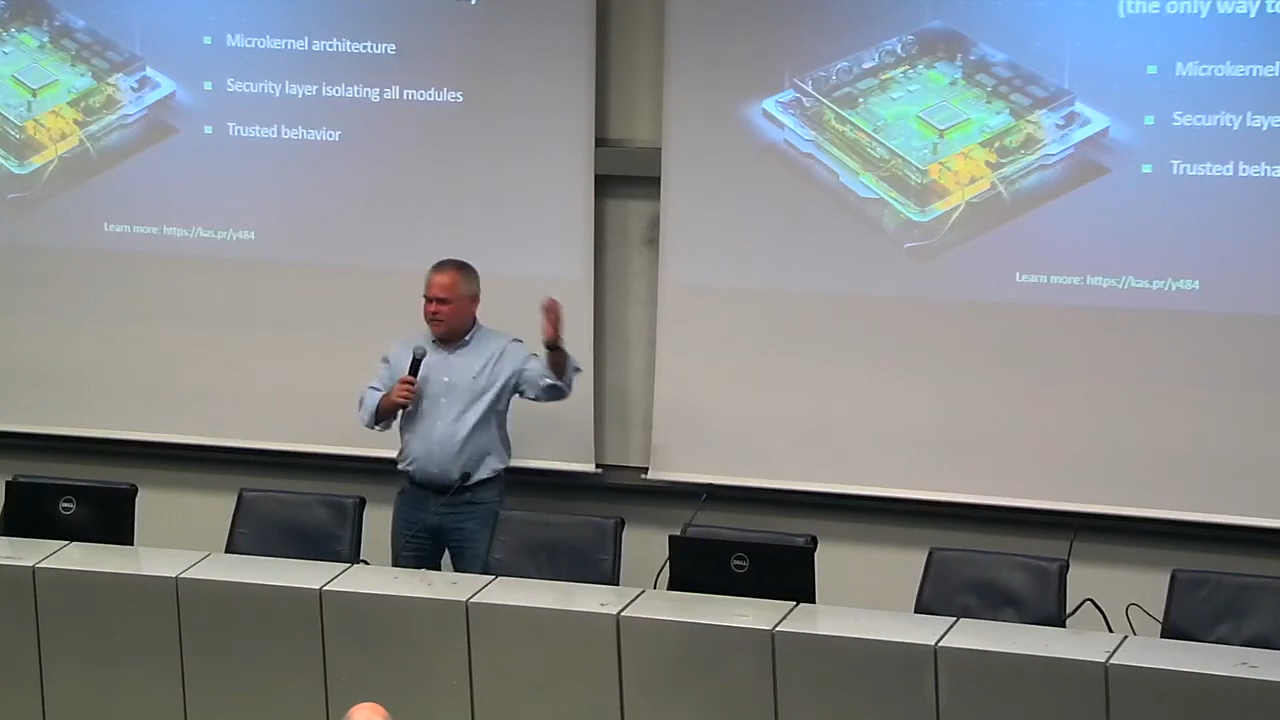 Microkernel architecture
Security layer isolating all modules
Trusted behavior
Learn more: https://kas.pr/y484
(the only way to
Microkernel
Security laye
Trusted beha
Learn more: https://kas.pr/y484
DELL
DELL